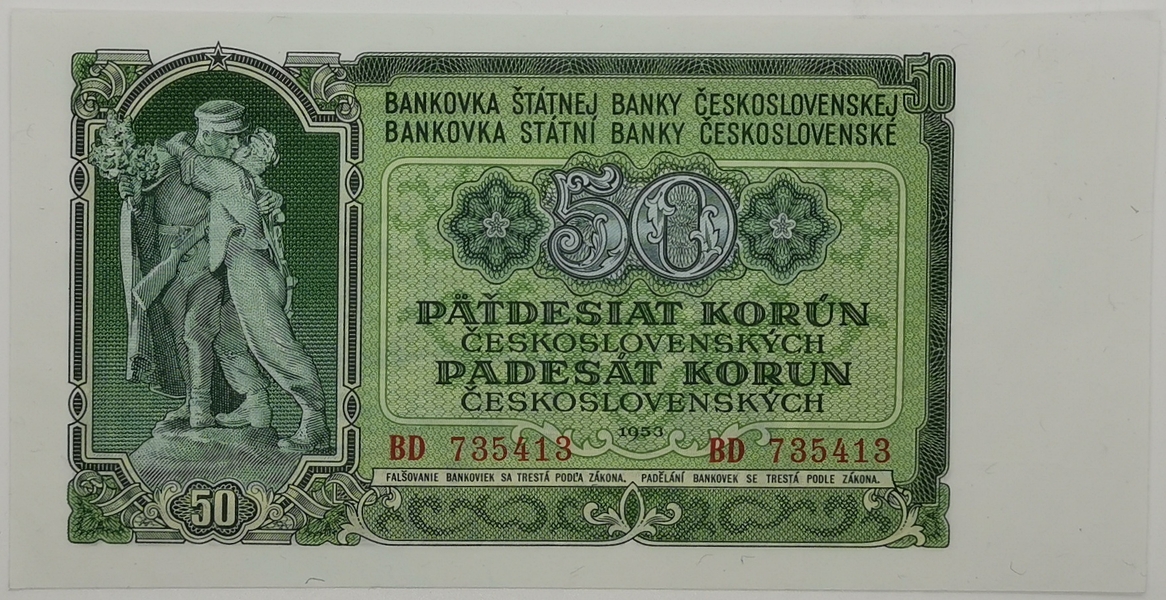 50
BANKOVKA ŠTÁTNEJ BANKY ČESKOSLOVENSKEJ
BANKOVKA STÁTNÍ BANKY ČESKOSLOVENSKÉ
50
PÄŤDESIAT KORÚN
ČESKOSLOVENSKÝCH
PADESÁT KORUN
ČESKOSLOVENSKÝCH
1953
BD 735413 BD 735413
FALŠOVANIE BANKOVIEK SA TRESTÁ PODĽA ZÁKONA. PADĚLÁNÍ BANKOVEK SE TRESTÁ PODLE ZÁKONA.
50